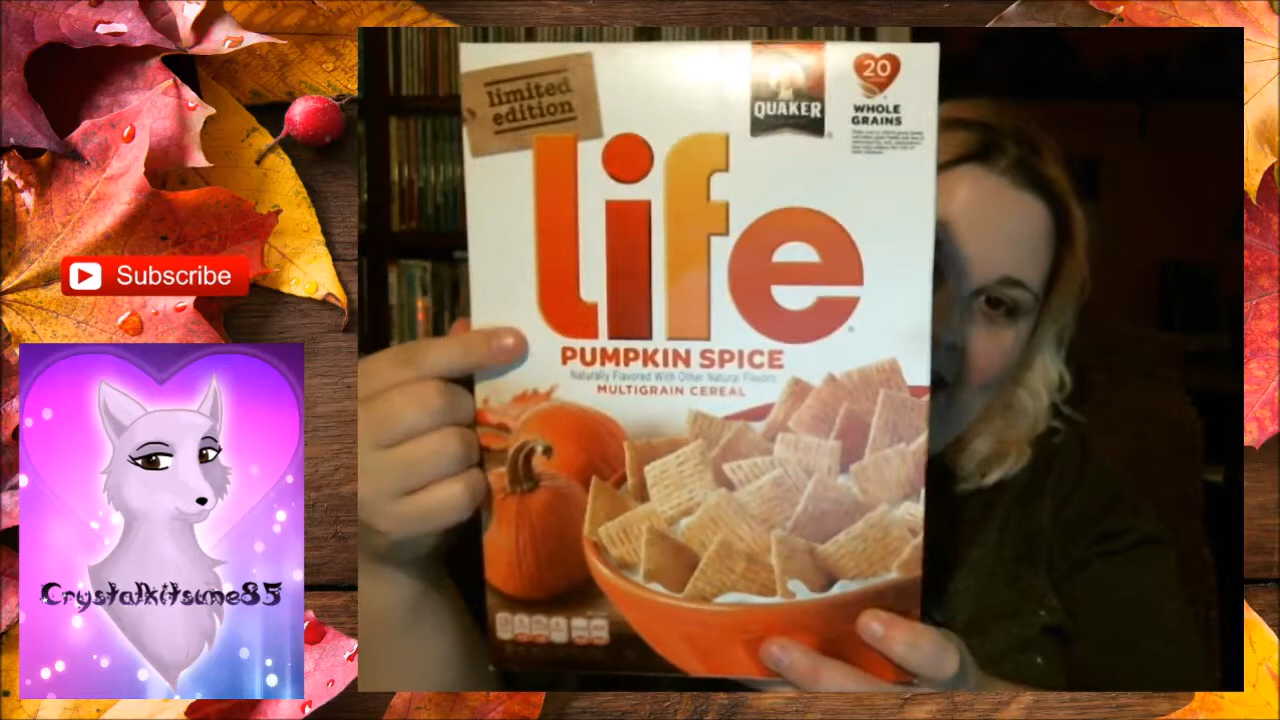 limited
edition
QUAKER
20
WHOLE
GRAINS
life
PUMPKIN SPICE
Naturally Flavored With Other Natural Flavors
MULTIGRAIN CEREAL
Subscribe
Crystalkitsune85